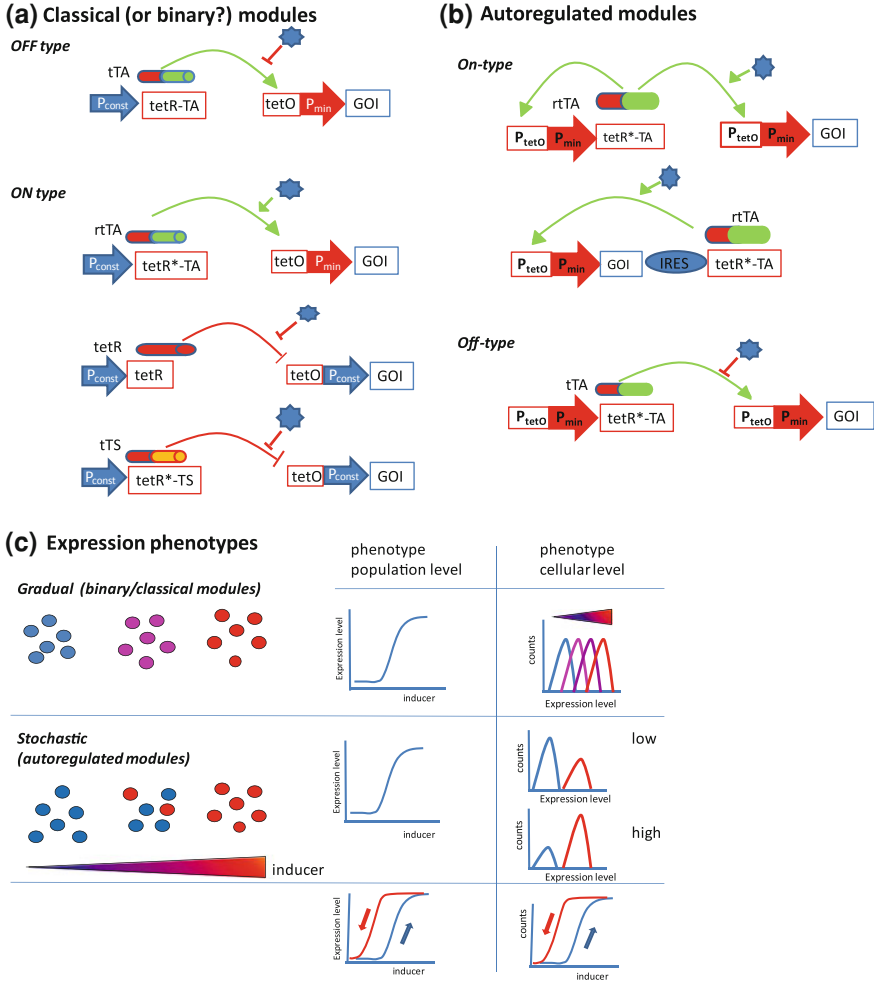 (a) Classical (or binary?) modules
OFF type
tTA
Pconst
tetR-TA
tetO
Pmin
GOI
ON type
rtTA
Pconst
tetR*-TA
tetO
Pmin
GOI
tetR
Pconst
tetR
tetO
Pconst
GOI
tTS
Pconst
tetR*-TS
tetO
Pconst
GOI
(b) Autoregulated modules
On-type
rtTA
PtetO
Pmin
tetR*-TA
PtetO
Pmin
GOI
rtTA
PtetO
Pmin
GOI
IRES
tetR*-TA
Off-type
tTA
PtetO
Pmin
tetR*-TA
PtetO
Pmin
GOI
(c) Expression phenotypes
phenotype
population level
phenotype
cellular level
Gradual (binary/classical modules)
Expression level
inducer
counts
Expression level
Stochastic
(autoregulated modules)
inducer
Expression level
inducer
low
counts
Expression level
high
counts
Expression level
Expression level
inducer
counts
inducer